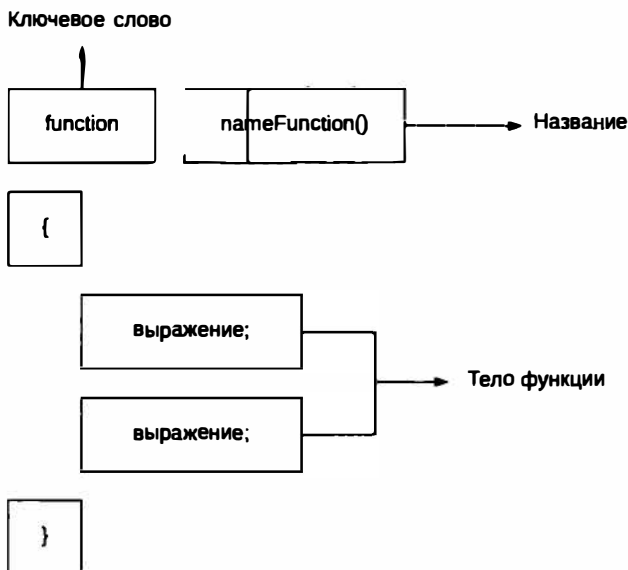 Ключевое слово
function nameFunction() Название
{
выражение;
Тело функции
выражение;
}